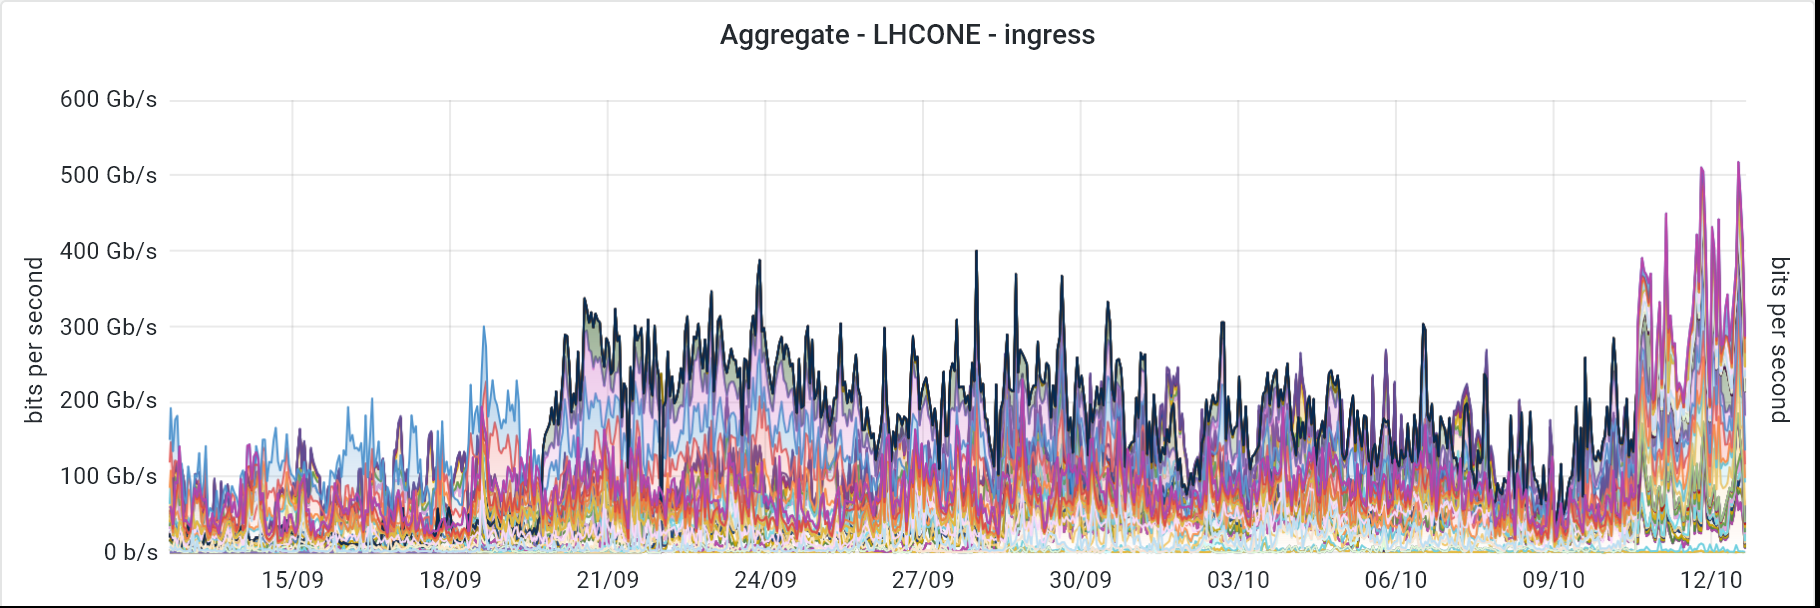 Aggregate - LHCONE - ingress
600 Gb/s
500 Gb/s
400 Gb/s
300 Gb/s
200 Gb/s
100 Gb/s
0 b/s
bits per second
bits per second
15/09 18/09 21/09 24/09 27/09 30/09 03/10 06/10 09/10 12/10